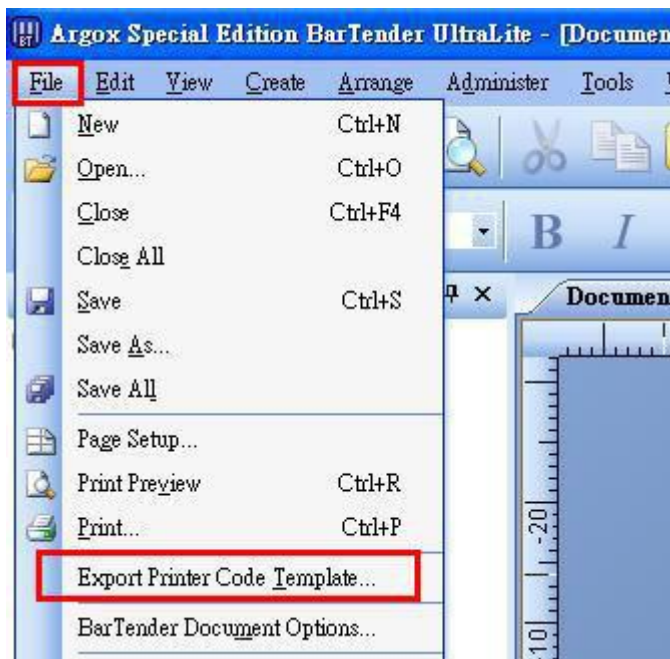 Argox Special Edition BarTender UltraLite - [Documen
File Edit View Create Arrange Administer Tools
New Ctrl+N
Open... Ctrl+O
Close Ctrl+F4
Close All
Save Ctrl+S
Save As...
Save All
Page Setup...
Print Preview Ctrl+R
Print... Ctrl+P
Export Printer Code Template...
BarTender Document Options...
B I
Documen
-20
10